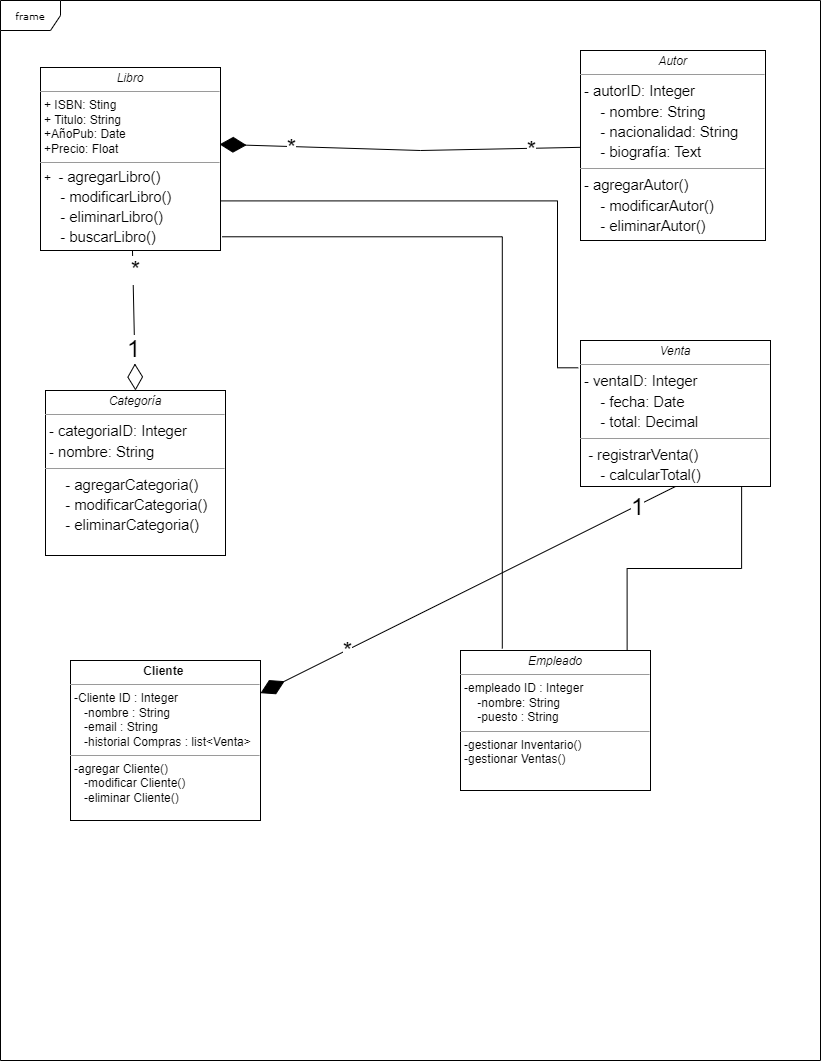 frame
Libro
+ ISBN: Sting
+ Titulo: String
+AñoPub: Date
+Precio: Float
+ - agregarLibro()
- modificarLibro()
- eliminarLibro()
- buscarLibro()
*
*
Autor
- autorID: Integer
- nombre: String
- nacionalidad: String
- biografía: Text
- agregarAutor()
- modificarAutor()
- eliminarAutor()
*
1
Categoría
- categoriaID: Integer
- nombre: String
- agregarCategoria()
- modificarCategoria()
- eliminarCategoria()
Venta
- ventaID: Integer
- fecha: Date
- total: Decimal
- registrarVenta()
- calcularTotal()
1
*
Cliente
-Cliente ID : Integer
-nombre : String
-email : String
-historial Compras : list<Venta>
-agregar Cliente()
-modificar Cliente()
-eliminar Cliente()
Empleado
-empleado ID : Integer
-nombre: String
-puesto : String
-gestionar Inventario()
-gestionar Ventas()